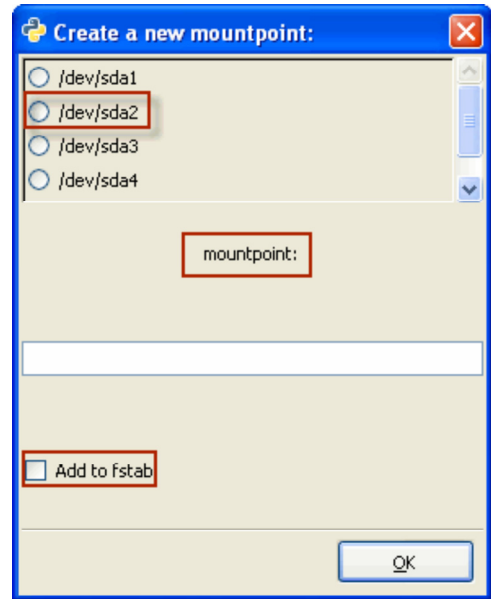 Create a new mountpoint:
/dev/sda1
/dev/sda2
/dev/sda3
/dev/sda4
mountpoint:
Add to fstab
OK